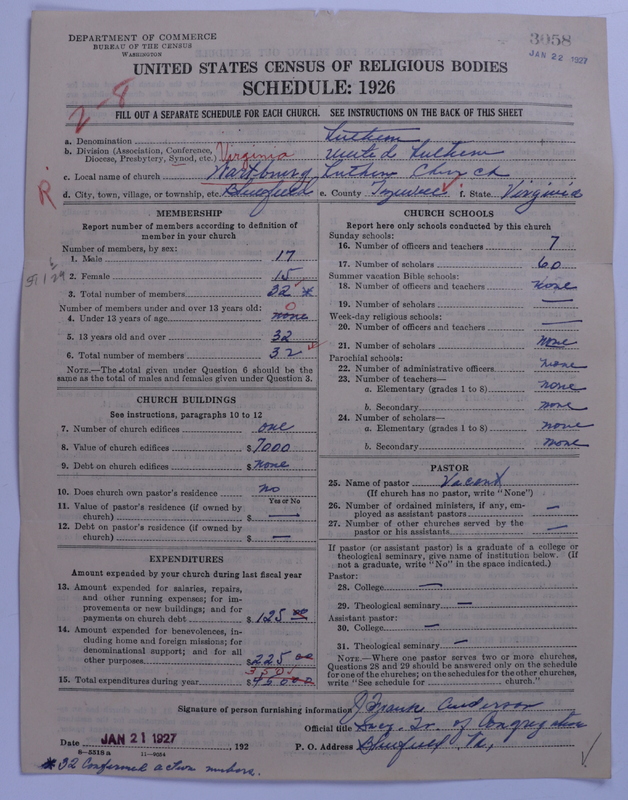 DEPARTMENT OF COMMERCE
BUREAU OF THE CENSUS
WASHINGTON
3058
JAN 22 1927
UNITED STATES CENSUS OF RELIGIOUS BODIES
SCHEDULE: 1926
2-8
FILL OUT A SEPARATE SCHEDULE FOR EACH CHURCH. SEE INSTRUCTIONS ON THE BACK OF THIS SHEET
a. Denomination Luthern
b. Division (Association, Conference, Diocese, Presbytery, Synod, etc.) Virginia United Luthern
c. Local name of church Wartburg Luthern Church
R
d. City, town, village, or township, etc. Bluefield e. County Tazewell f. State Virginia
MEMBERSHIP
Report number of members according to definition of
member in your church
Number of members, by sex:
1. Male 17
2. Female 15
3. Total number of members 32 *
Number of members under and over 13 years old:
4. Under 13 years of age none 0
5. 13 years old and over 32
6. Total number of members 32
NOTE.—The total given under Question 6 should be the
same as the total of males and females given under Question 3.
CHURCH BUILDINGS
See instructions, paragraphs 10 to 12
7. Number of church edifices one
8. Value of church edifices $7000
9. Debt on church edifices $none
10. Does church own pastor's residence no
Yes or No
11. Value of pastor's residence (if owned by
church) $ —
12. Debt on pastor's residence (if owned by
church) $ —
EXPENDITURES
Amount expended by your church during last fiscal year
13. Amount expended for salaries, repairs,
and other running expenses; for im-
provements or new buildings; and for
payments on church debt $125 00
14. Amount expended for benevolences, in-
cluding home and foreign missions; for
denominational support; and for all
other purposes $225 00
350
15. Total expenditures during year $
CHURCH SCHOOLS
Report here only schools conducted by this church
Sunday schools:
16. Number of officers and teachers 7
17. Number of scholars 60
Summer vacation Bible schools:
18. Number of officers and teachers none
19. Number of scholars —
Week-day religious schools:
20. Number of officers and teachers —
21. Number of scholars none
Parochial schools:
22. Number of administrative officers none
23. Number of teachers—
a. Elementary (grades 1 to 8) none
b. Secondary none
24. Number of scholars—
a. Elementary (grades 1 to 8) none
b. Secondary none
PASTOR
25. Name of pastor Vacant
(If church has no pastor, write "None")
26. Number of ordained ministers, if any, em-
ployed as assistant pastors —
27. Number of other churches served by the
pastor or his assistants —
If pastor (or assistant pastor) is a graduate of a college or
theological seminary, give name of institution below. (If
not a graduate, write "No" in the space indicated.)
Pastor:
28. College —
29. Theological seminary —
Assistant pastor:
30. College —
31. Theological seminary —
NOTE.—Where one pastor serves two or more churches,
Questions 28 and 29 should be answered only on the schedule
for one of the churches; on the schedules for the other churches,
write "See schedule for church."
Signature of person furnishing information J Frank Anderson
Official title Secy. Tr. of Congregation
Date JAN 21 1927 192 P. O. Address Bluefield Va.
8-5518 a 11-9054
* 32 Confirmed active members.